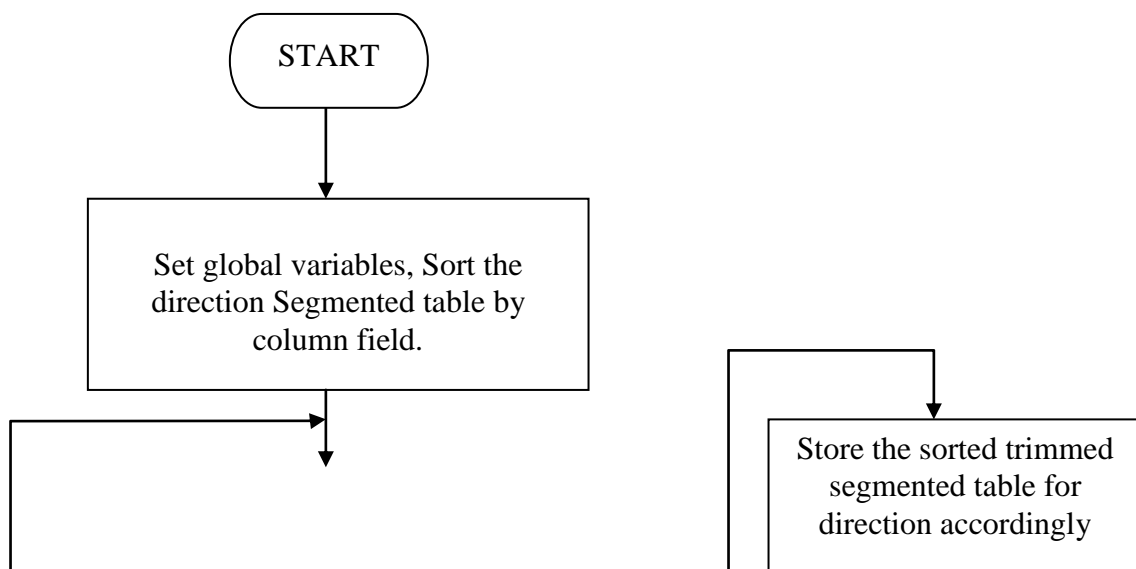 START
Set global variables, Sort the
direction Segmented table by
column field.
Store the sorted trimmed
segmented table for
direction accordingly